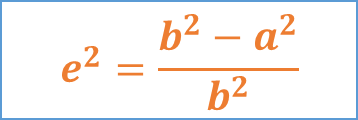 e² = (b² − a²) / b²